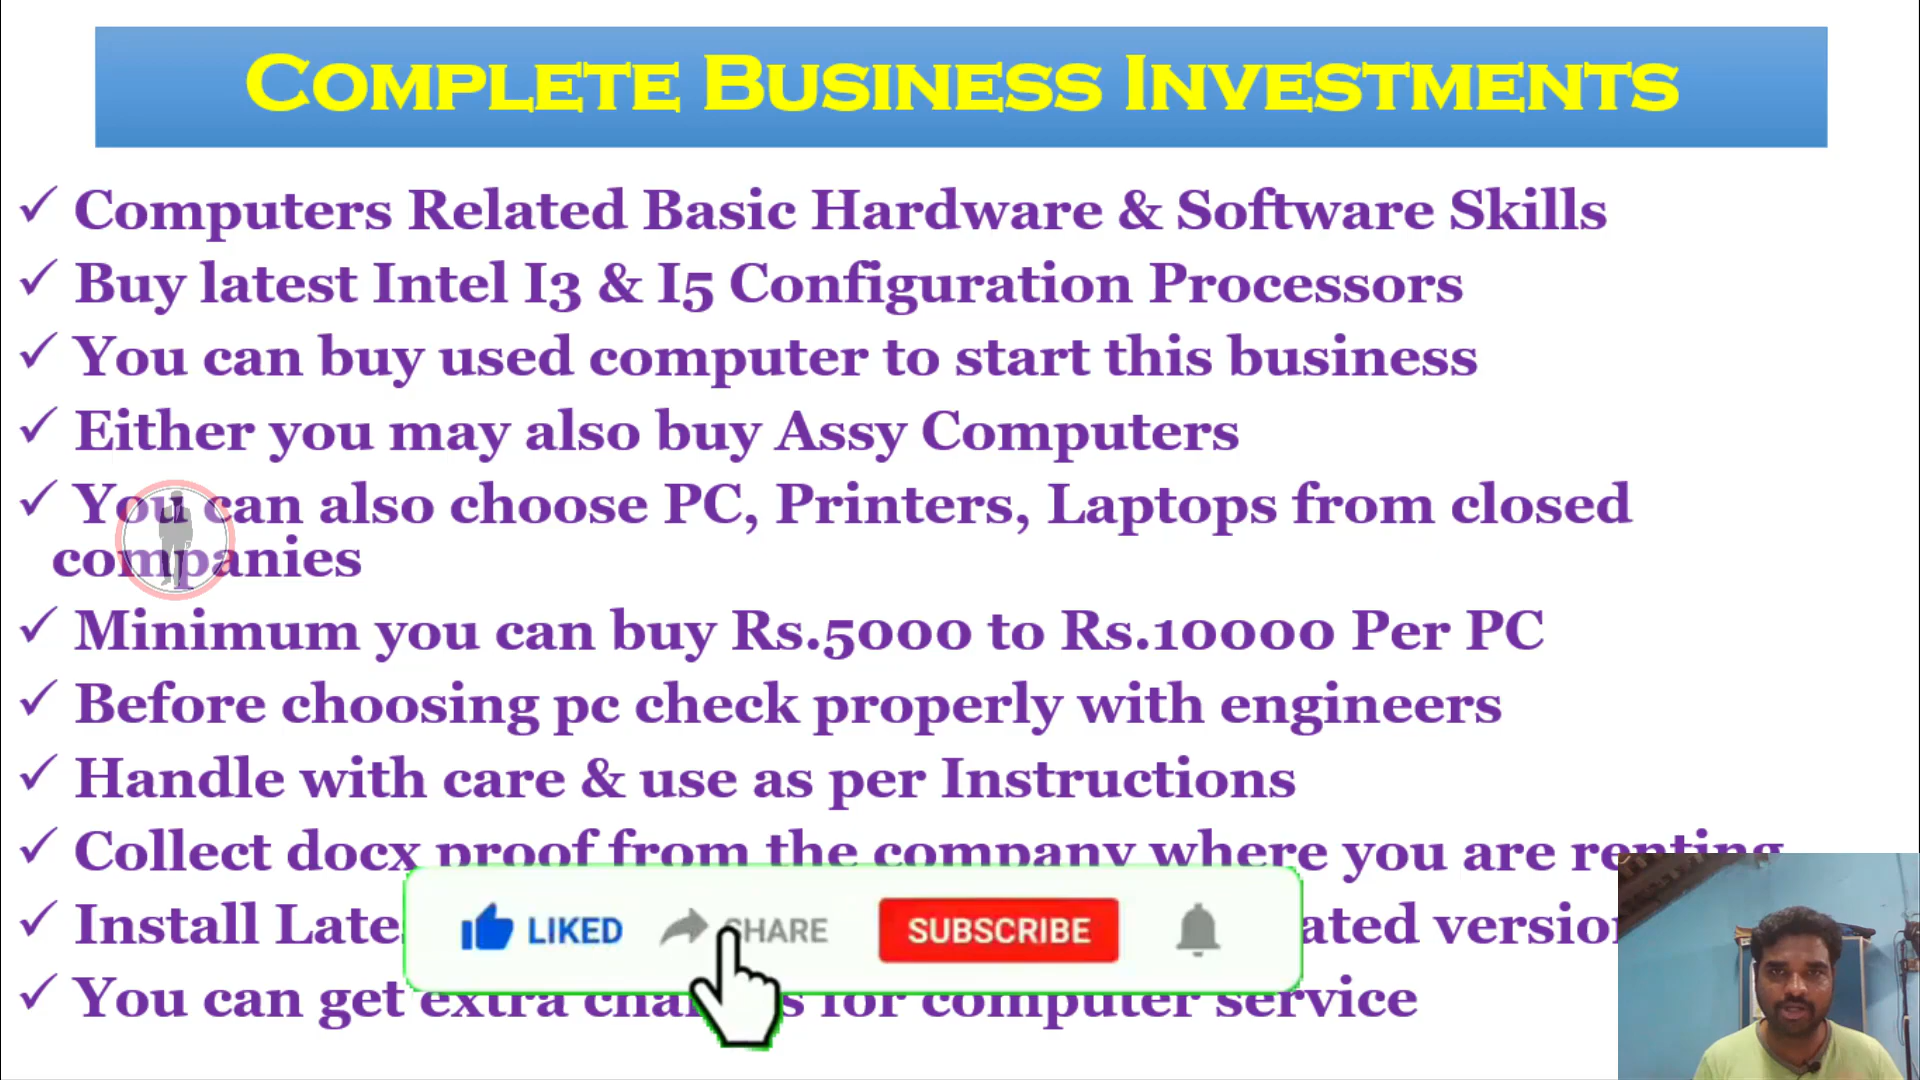 Complete Business Investments
✓ Computers Related Basic Hardware & Software Skills
✓ Buy latest Intel I3 & I5 Configuration Processors
✓ You can buy used computer to start this business
✓ Either you may also buy Assy Computers
✓ You can also choose PC, Printers, Laptops from closed
companies
✓ Minimum you can buy Rs.5000 to Rs.10000 Per PC
✓ Before choosing pc check properly with engineers
✓ Handle with care & use as per Instructions
✓ Collect docx proof from the company where you are renting
✓ Install
LIKED SHARE SUBSCRIBE
✓ You can get extra for computer service